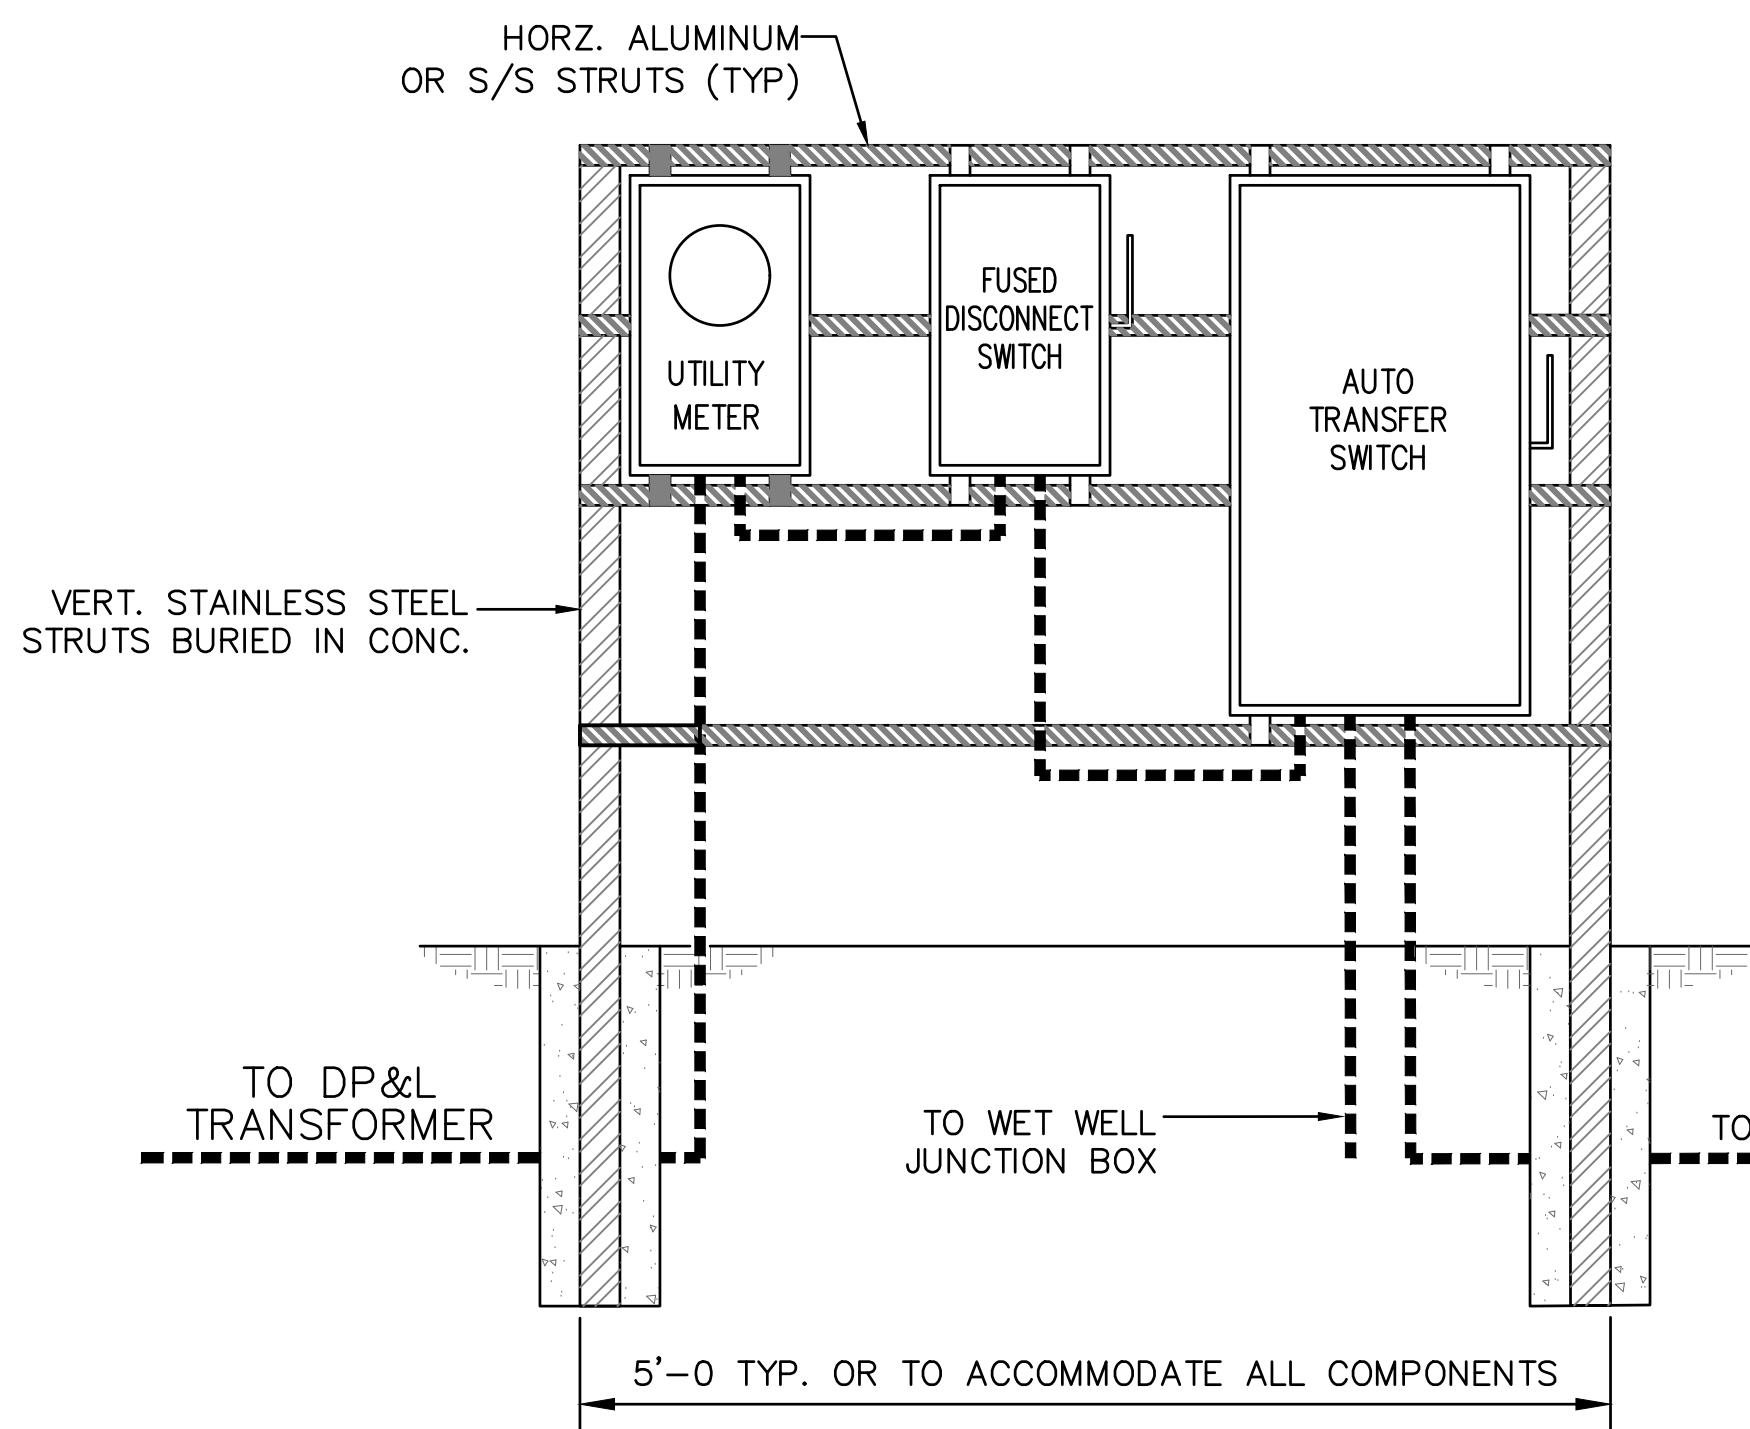 HORZ. ALUMINUM
OR S/S STRUTS (TYP)
FUSED
DISCONNECT
SWITCH
UTILITY
METER
AUTO
TRANSFER
SWITCH
VERT. STAINLESS STEEL
STRUTS BURIED IN CONC.
TO DP&L
TRANSFORMER
TO WET WELL
JUNCTION BOX
TO
5'-0 TYP. OR TO ACCOMMODATE ALL COMPONENTS